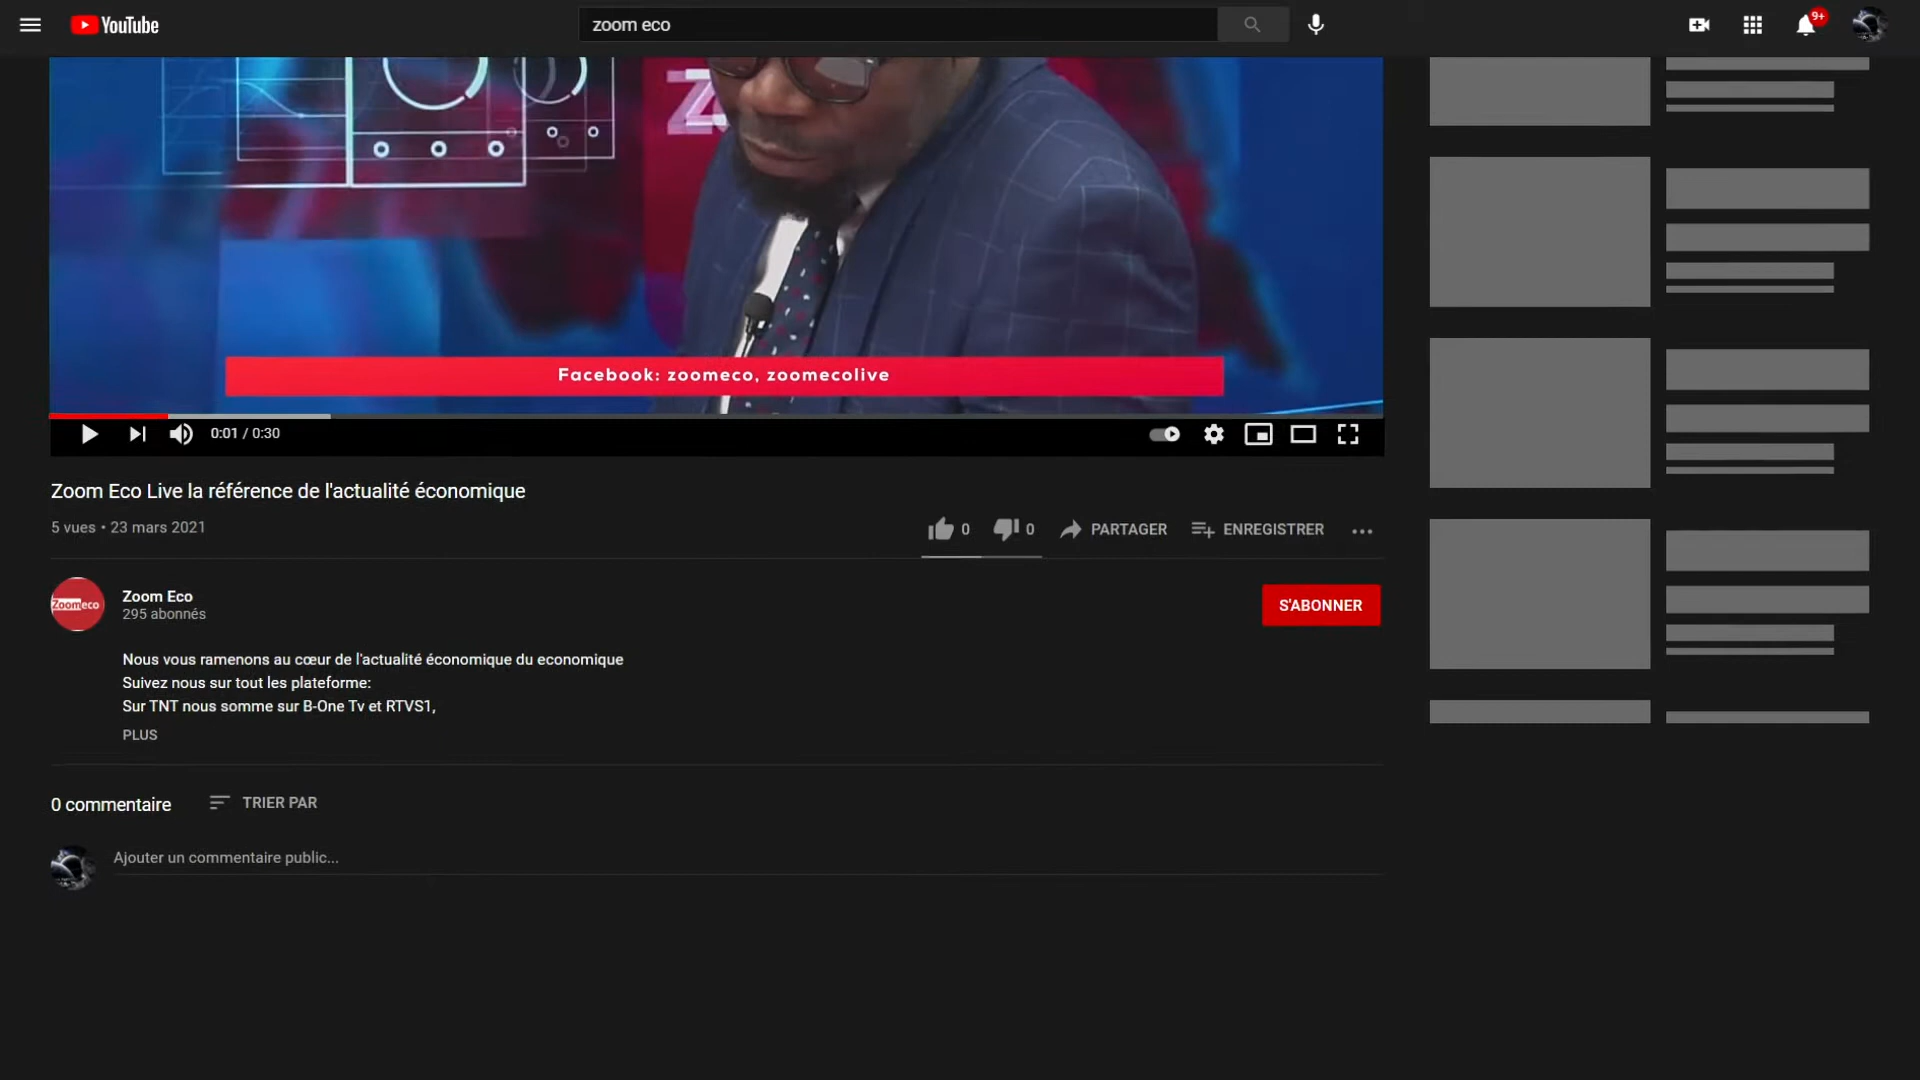 YouTube
zoom eco
9+
Z
Facebook: zoomeco, zoomecolive
0:01 / 0:30
Zoom Eco Live la référence de l'actualité économique
5 vues • 23 mars 2021
0
0
PARTAGER
ENREGISTRER
Zoomeco
Zoom Eco
295 abonnés
S'ABONNER
Nous vous ramenons au cœur de l'actualité économique du economique
Suivez nous sur tout les plateforme:
Sur TNT nous somme sur B-One Tv et RTVS1,
PLUS
0 commentaire
TRIER PAR
Ajouter un commentaire public...